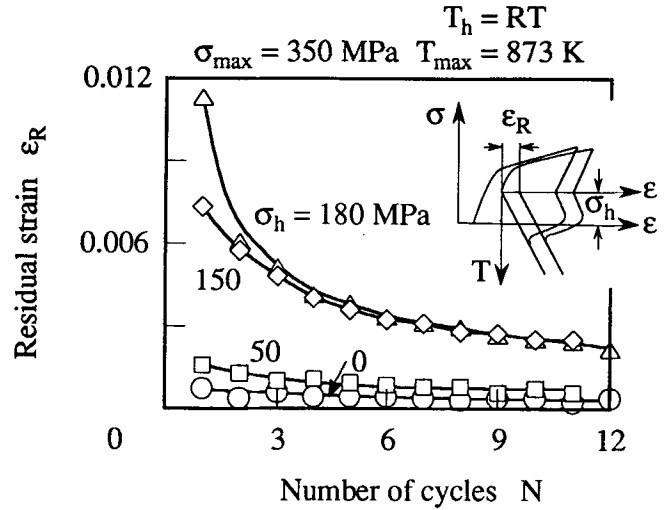 T_h = RT
σ_max = 350 MPa T_max = 873 K
0.012
0.006
0
Residual strain ε_R
σ ε_R
ε
σ_h
ε
T
σ_h = 180 MPa
150
50
0
3 6 9 12
Number of cycles N